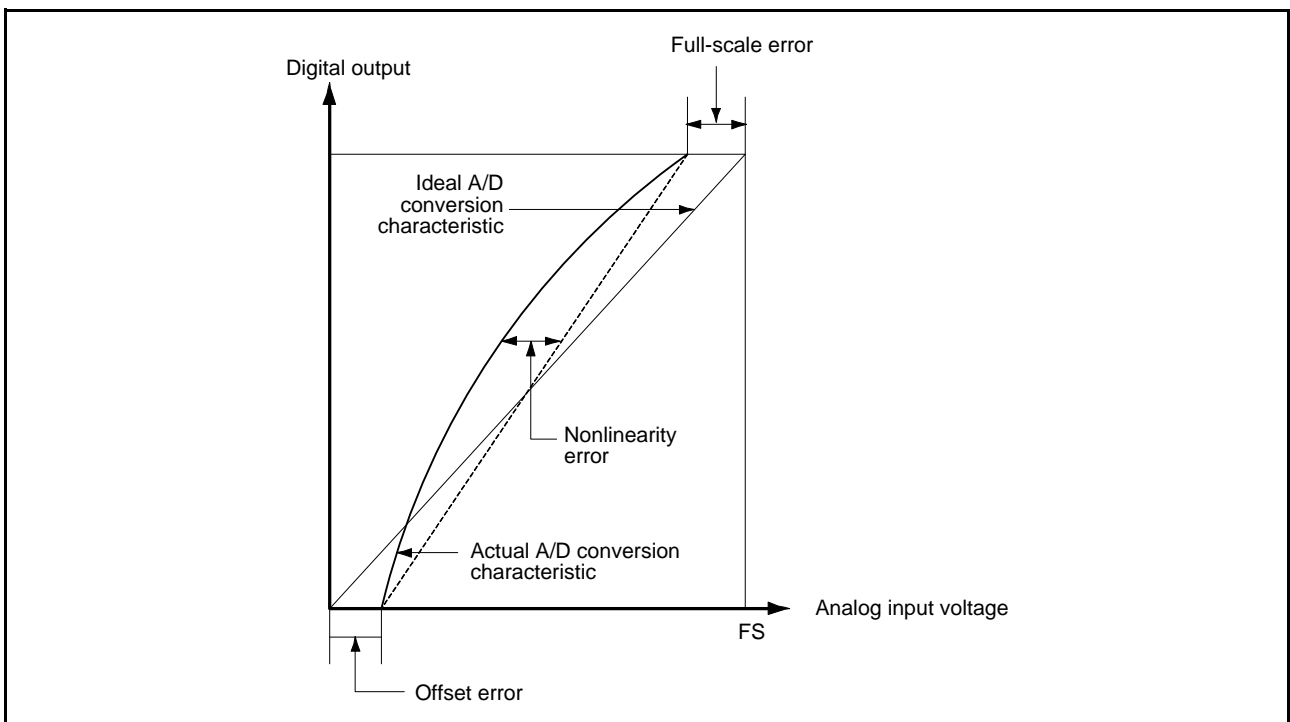 Full-scale error
Digital output
Ideal A/D
conversion
characteristic
Nonlinearity
error
Actual A/D conversion
characteristic
Analog input voltage
FS
Offset error